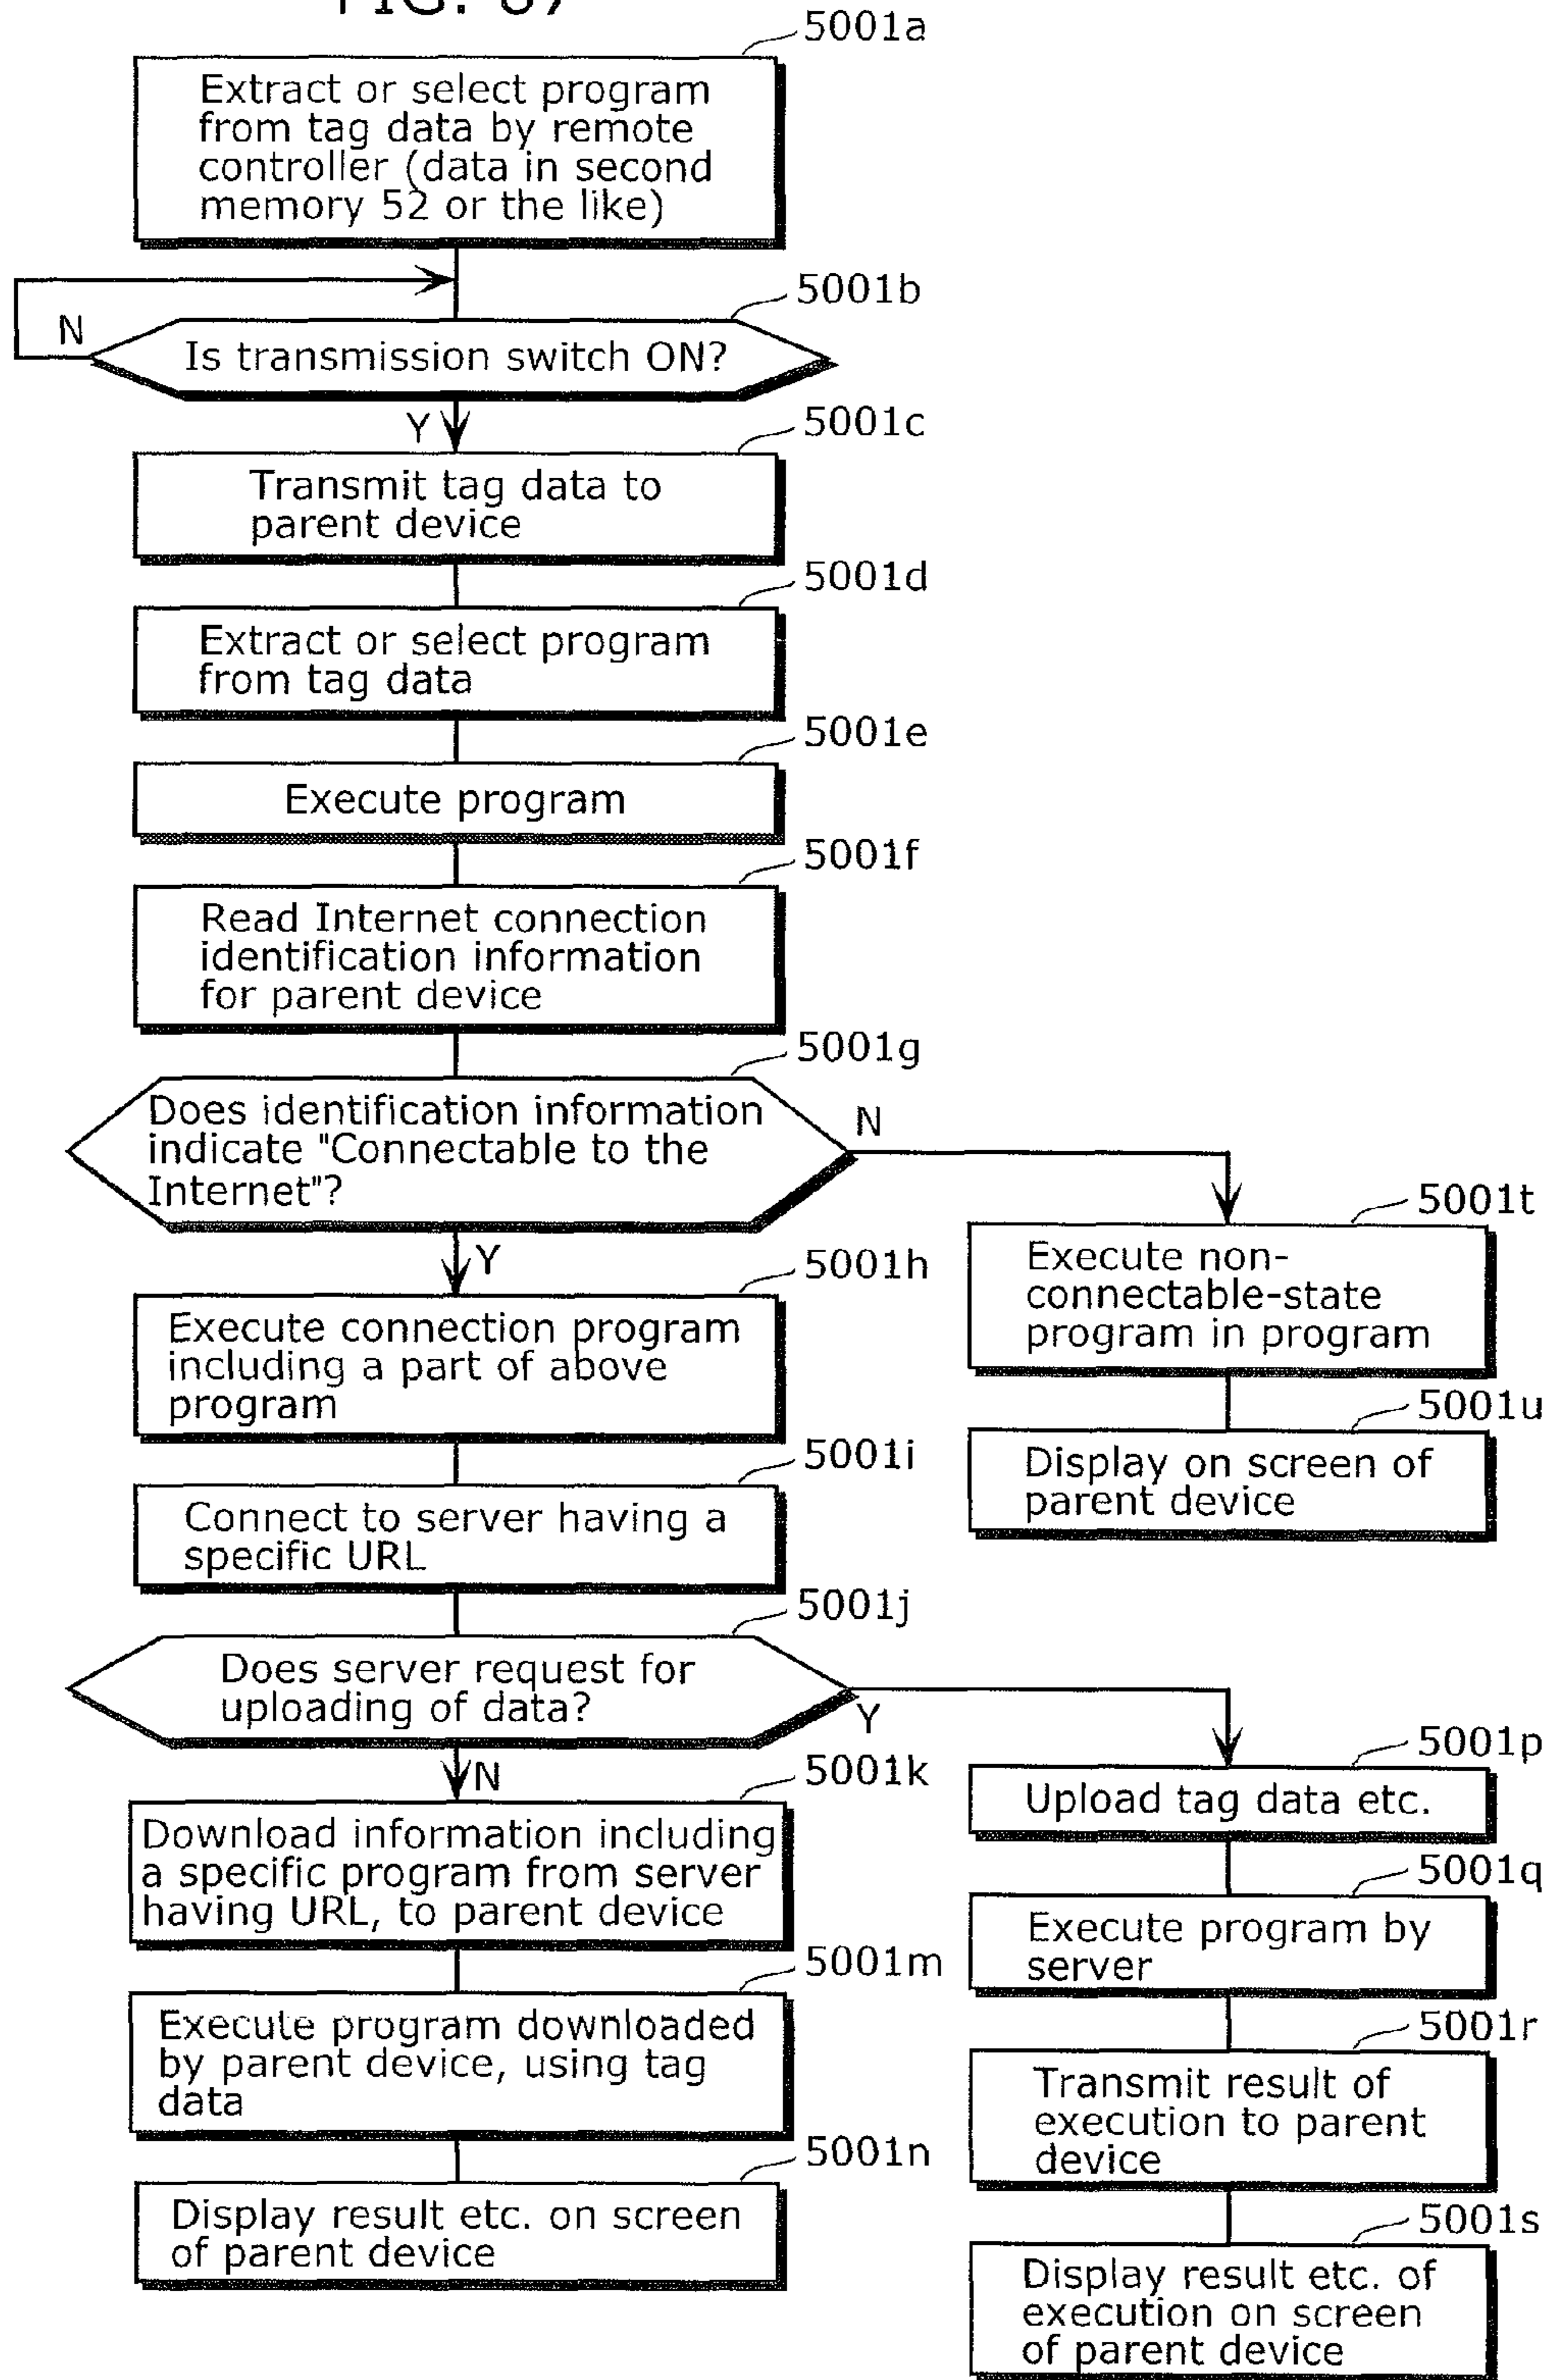 5001a
Extract or select program
from tag data by remote
controller (data in second
memory 52 or the like)
5001b
N
Is transmission switch ON?
Y
5001c
Transmit tag data to
parent device
5001d
Extract or select program
from tag data
5001e
Execute program
5001f
Read Internet connection
identification information
for parent device
5001g
Does identification information
indicate "Connectable to the
Internet"?
N
Y
5001t
Execute non-
connectable-state
program in program
5001u
Display on screen of
parent device
5001h
Execute connection program
including a part of above
program
5001i
Connect to server having a
specific URL
5001j
Does server request for
uploading of data?
Y
N
5001k
Download information including
a specific program from server
having URL, to parent device
5001m
Execute program downloaded
by parent device, using tag
data
5001n
Display result etc. on screen
of parent device
5001p
Upload tag data etc.
5001q
Execute program by
server
5001r
Transmit result of
execution to parent
device
5001s
Display result etc. of
execution on screen
of parent device